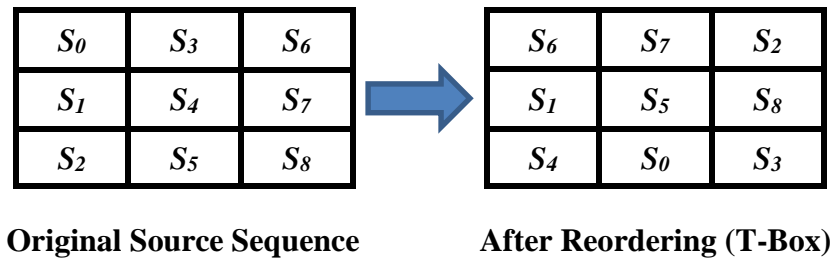 S0 S3 S6
S1 S4 S7
S2 S5 S8
S6 S7 S2
S1 S5 S8
S4 S0 S3
Original Source Sequence
After Reordering (T-Box)